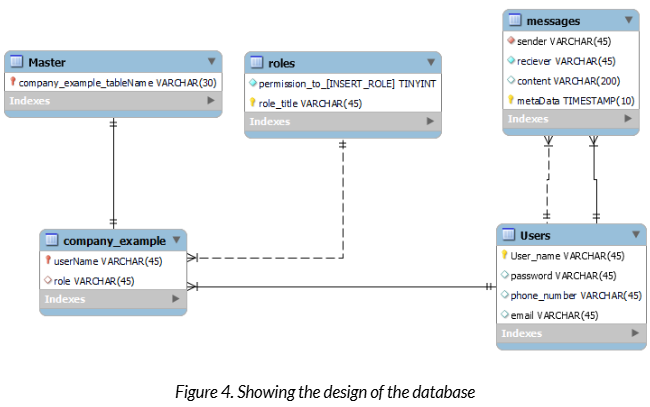 messages
sender VARCHAR(45)
reciever VARCHAR(45)
content VARCHAR(200)
metaData TIMESTAMP(10)
Indexes
Master
company_example_tableName VARCHAR(30)
Indexes
roles
permission_to_[INSERT_ROLE] TINYINT
role_title VARCHAR(45)
Indexes
company_example
userName VARCHAR(45)
role VARCHAR(45)
Indexes
Users
User_name VARCHAR(45)
password VARCHAR(45)
phone_number VARCHAR(45)
email VARCHAR(45)
Indexes
Figure 4. Showing the design of the database